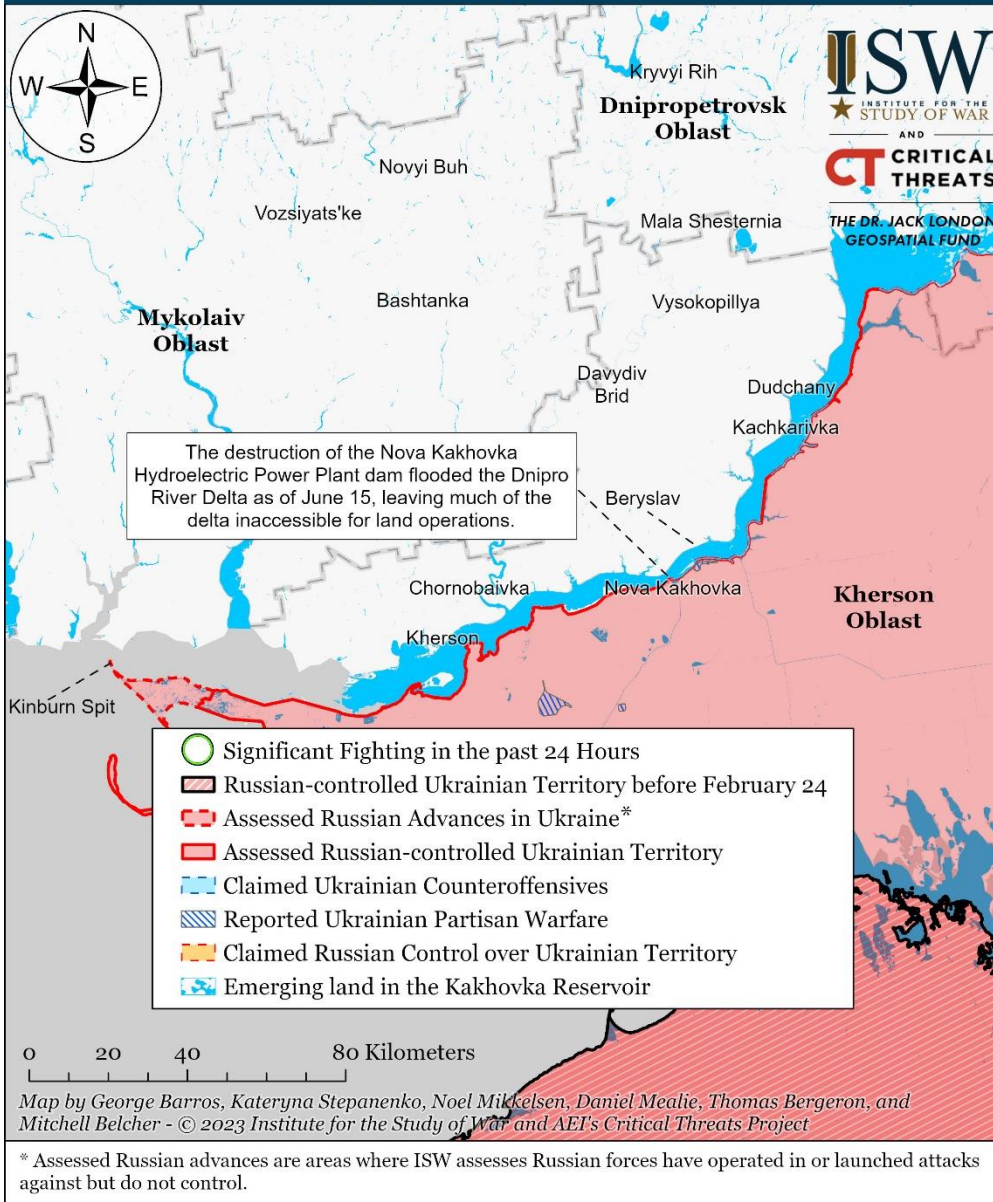 N
W
E
S
ISW
INSTITUTE FOR THE
STUDY OF WAR
AND
CT CRITICAL
THREATS
THE DR. JACK LONDON
GEOSPATIAL FUND
Kryvyi Rih
Dnipropetrovsk
Oblast
Novyi Buh
Vozsiyats'ke
Mala Shesternia
Bashtanka
Vysokopillya
Mykolaiv
Oblast
Davydiv
Brid
Dudchany
Kachkarivka
The destruction of the Nova Kakhovka
Hydroelectric Power Plant dam flooded the Dnipro
River Delta as of June 15, leaving much of the
delta inaccessible for land operations.
Beryslav
Chornobaivka
Nova Kakhovka
Kherson
Oblast
Kherson
Kinburn Spit
Significant Fighting in the past 24 Hours
Russian-controlled Ukrainian Territory before February 24
Assessed Russian Advances in Ukraine*
Assessed Russian-controlled Ukrainian Territory
Claimed Ukrainian Counteroffensives
Reported Ukrainian Partisan Warfare
Claimed Russian Control over Ukrainian Territory
Emerging land in the Kakhovka Reservoir
0 20 40 80 Kilometers
Map by George Barros, Kateryna Stepanenko, Noel Mikkelsen, Daniel Mealie, Thomas Bergeron, and
Mitchell Belcher - © 2023 Institute for the Study of War and AEI's Critical Threats Project
* Assessed Russian advances are areas where ISW assesses Russian forces have operated in or launched attacks
against but do not control.